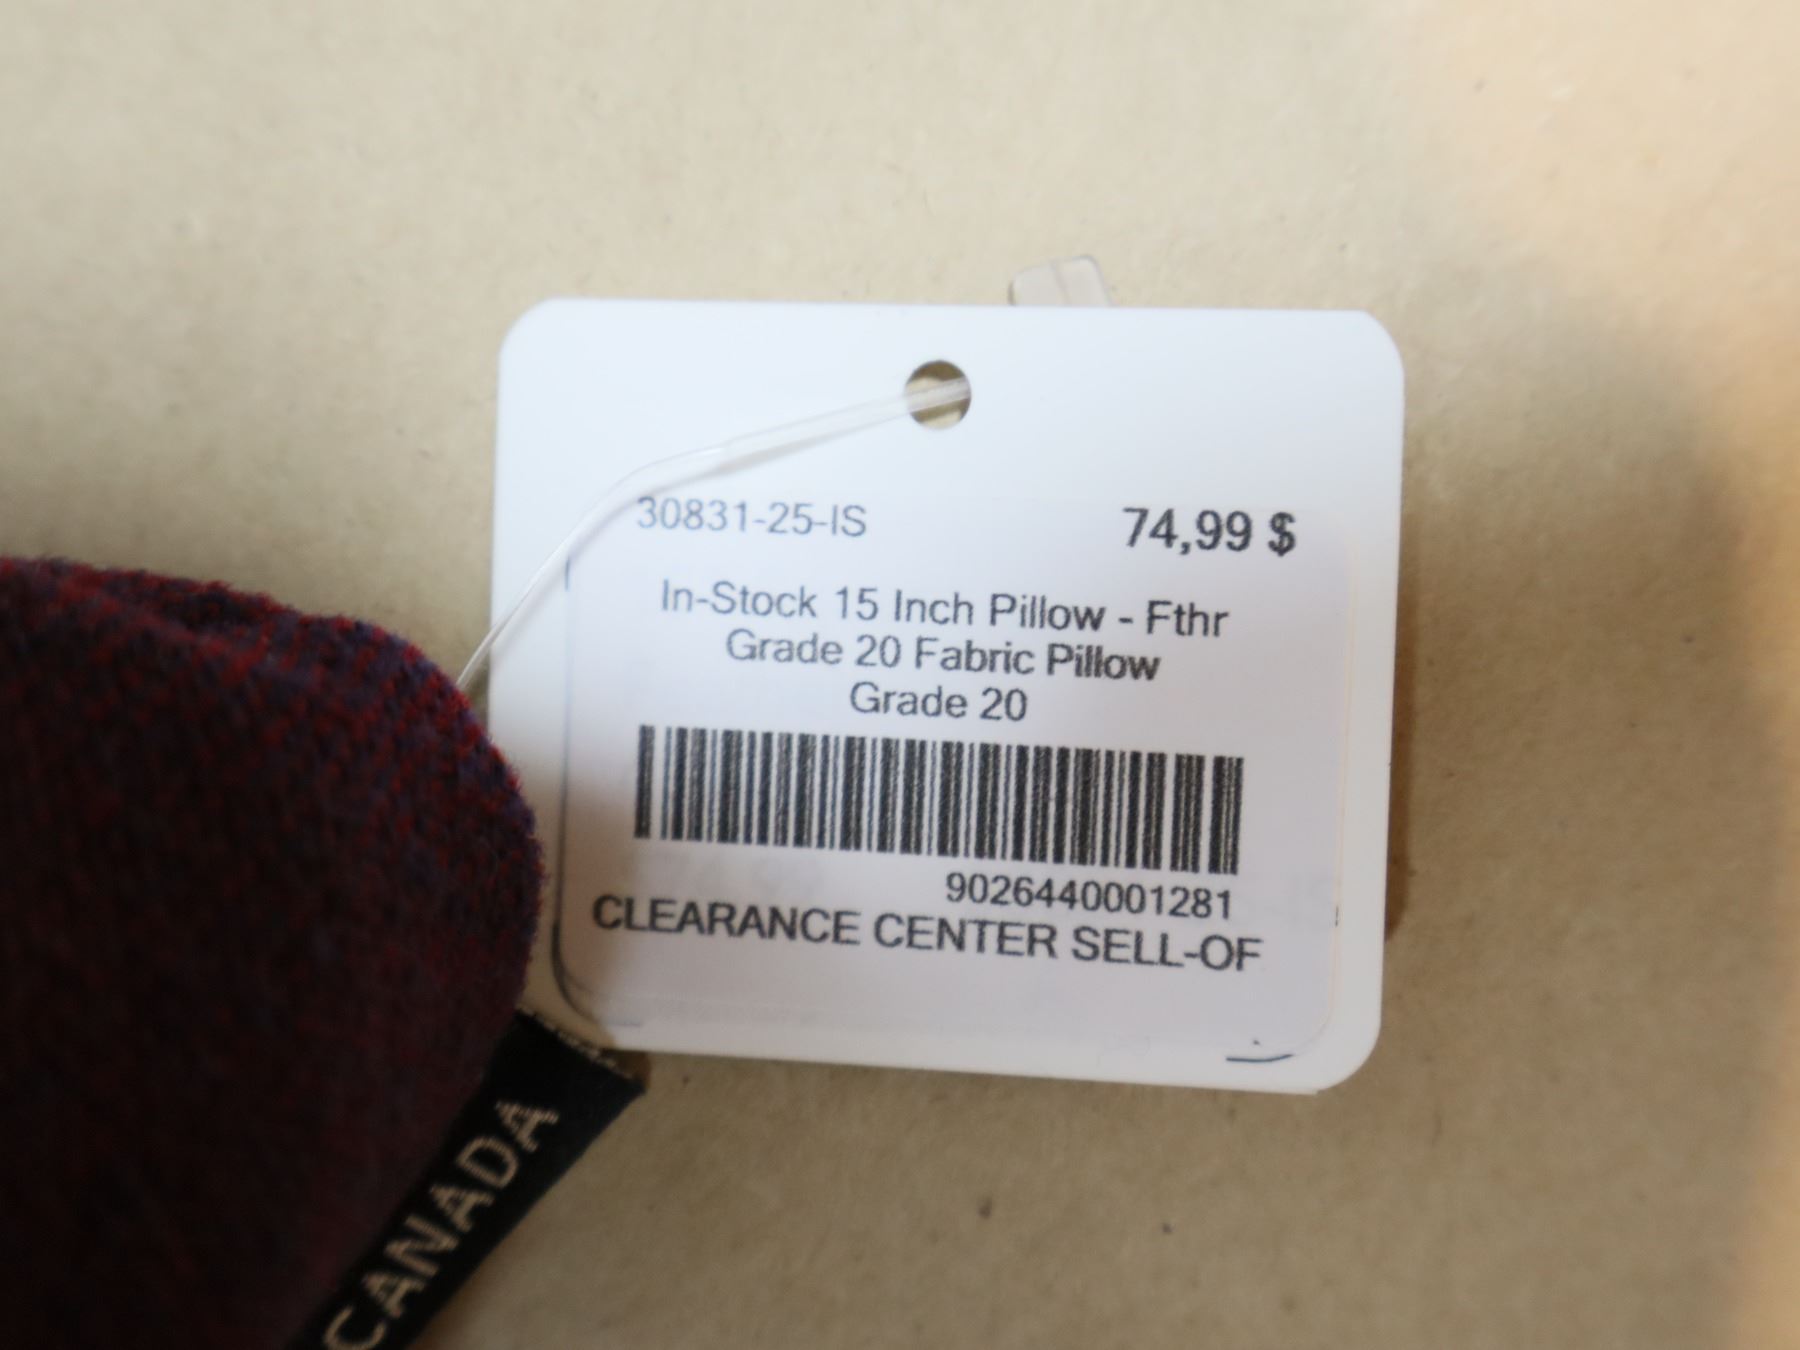 30831-25-IS 74,99 $
In-Stock 15 Inch Pillow - Fthr
Grade 20 Fabric Pillow
Grade 20
9026440001281
CLEARANCE CENTER SELL-OF
CANADA